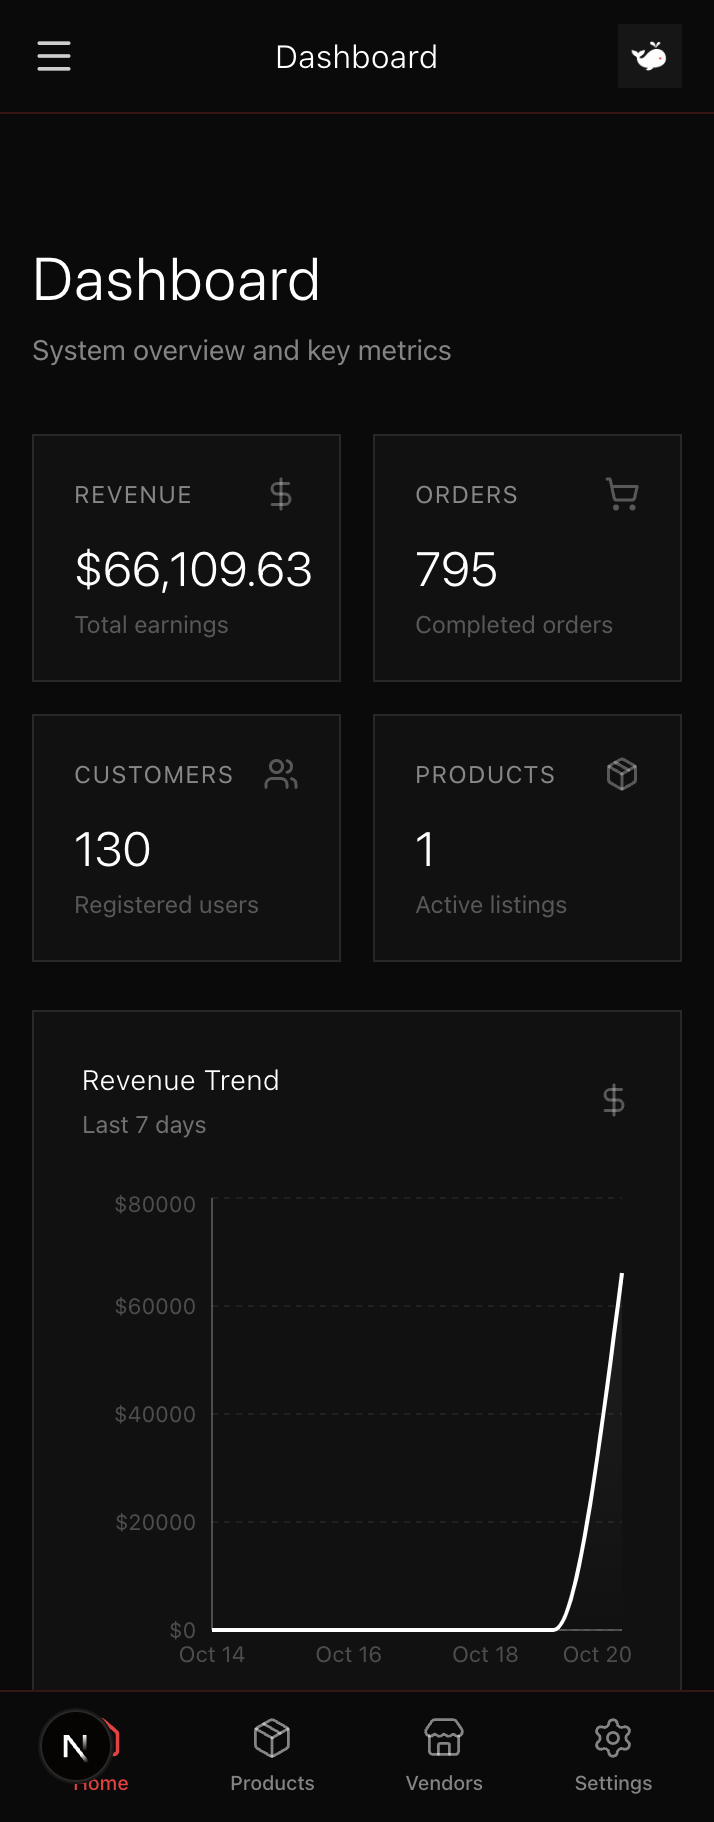 Dashboard
Dashboard
System overview and key metrics
REVENUE
$66,109.63
Total earnings
ORDERS
795
Completed orders
CUSTOMERS
130
Registered users
PRODUCTS
1
Active listings
Revenue Trend
Last 7 days
$80000
$60000
$40000
$20000
$0
Oct 14 Oct 16 Oct 18 Oct 20
N
Home Products Vendors Settings